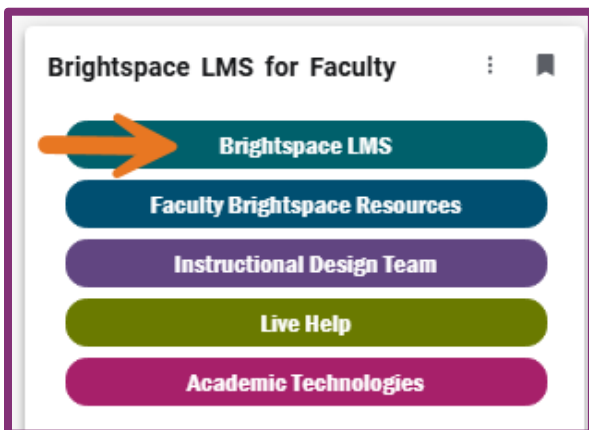 Brightspace LMS for Faculty
Brightspace LMS
Faculty Brightspace Resources
Instructional Design Team
Live Help
Academic Technologies